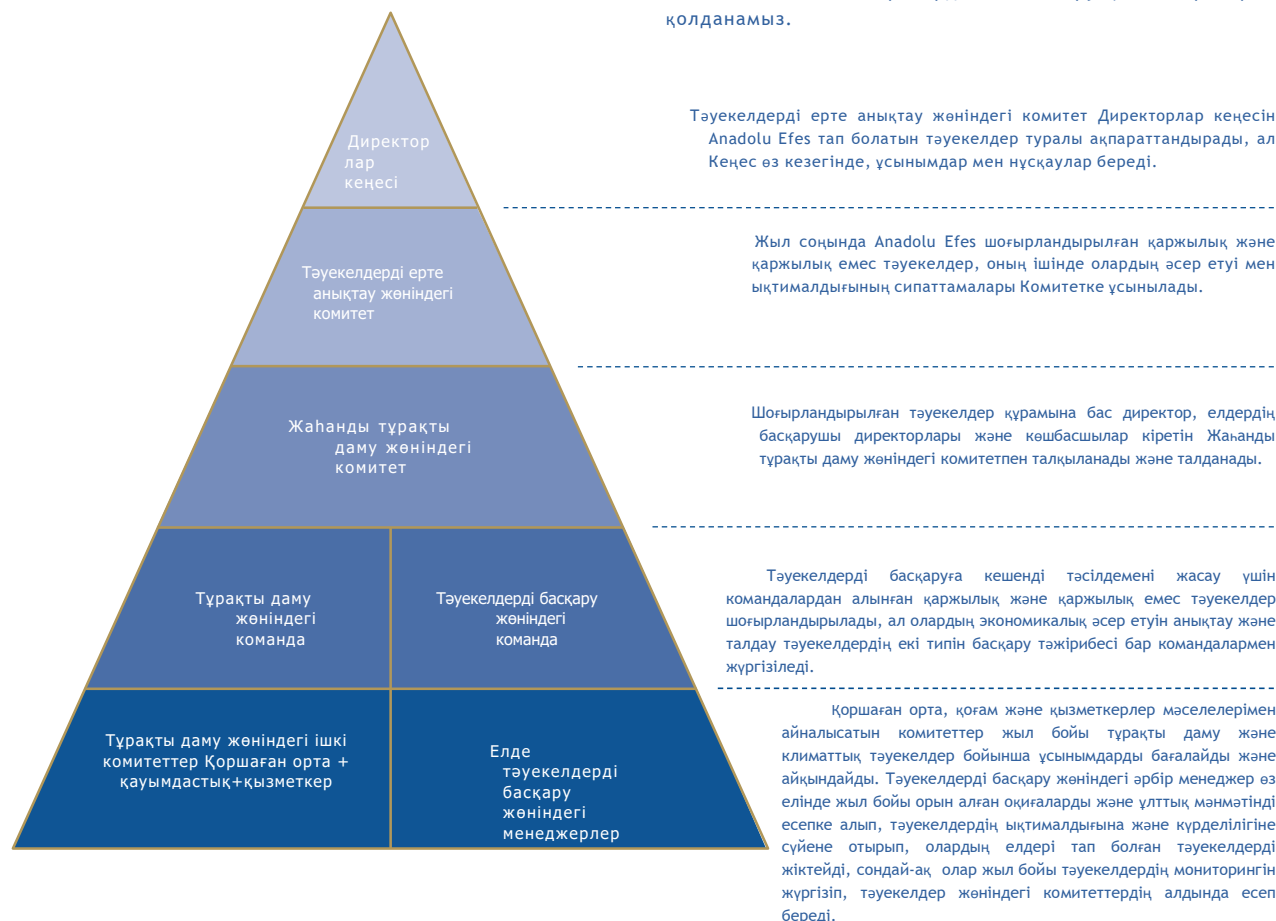 қолданамыз.
Директор
лар
кеңесі
Тәуекелдерді ерте анықтау жөніндегі комитет Директорлар кеңесін
Anadolu Efes тап болатын тәуекелдер туралы ақпараттандырады, ал
Кеңес өз кезегінде, ұсынымдар мен нұсқаулар береді.
Тәуекелдерді ерте
анықтау жөніндегі
комитет
Жыл соңында Anadolu Efes шоғырландырылған қаржылық және
қаржылық емес тәуекелдер, оның ішінде олардың әсер етуі мен
ықтималдығының сипаттамалары Комитетке ұсынылады.
Жаһанды тұрақты
даму жөніндегі
комитет
Шоғырландырылған тәуекелдер құрамына бас директор, елдердің
басқарушы директорлары және көшбасшылар кіретін Жаһанды
тұрақты даму жөніндегі комитетпен талқыланады және талданады.
Тұрақты даму
жөніндегі
команда
Тәуекелдерді басқару
жөніндегі
команда
Тәуекелдерді басқаруға кешенді тәсілдемені жасау үшін
командалардан алынған қаржылық және қаржылық емес тәуекелдер
шоғырландырылады, ал олардың экономикалық әсер етуін анықтау және
талдау тәуекелдердің екі типін басқару тәжірибесі бар командалармен
жүргізіледі.
Тұрақты даму жөніндегі ішкі
комитеттер Қоршаған орта +
қауымдастық+қызметкер
Елде
тәуекелдерді
басқару
жөніндегі
менеджерлер
Қоршаған орта, қоғам және қызметкерлер мәселелерімен
айналысатын комитеттер жыл бойы тұрақты даму және
климаттық тәуекелдер бойынша ұсынымдарды бағалайды және
айқындайды. Тәуекелдерді басқару жөніндегі әрбір менеджер өз
елінде жыл бойы орын алған оқиғаларды және ұлттық мәнмәтінді
есепке алып, тәуекелдердің ықтималдығына және күрделілігіне
сүйене отырып, олардың елдері тап болған тәуекелдерді
жіктейді, сондай-ақ олар жыл бойы тәуекелдердің мониторингін
жүргізіп, тәуекелдер жөніндегі комитеттердің алдында есеп
береді.